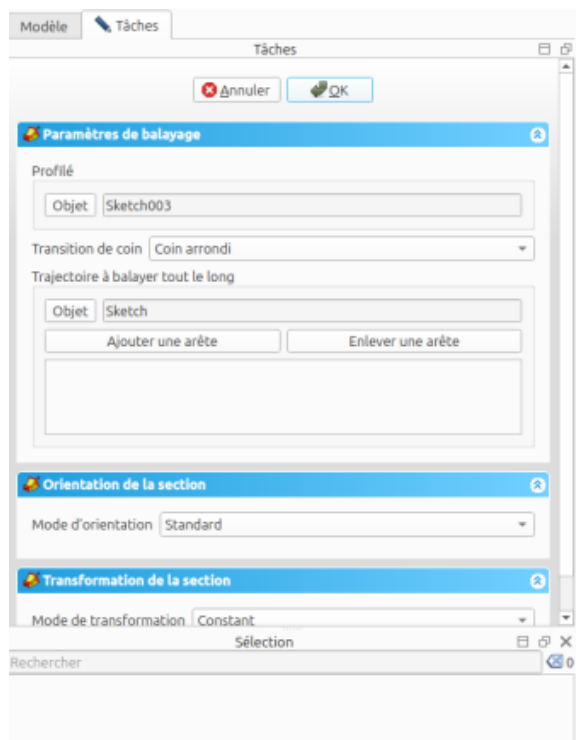 Modèle Tâches
Tâches
Annuler OK
Paramètres de balayage
Profilé
Objet Sketch003
Transition de coin Coin arrondi
Trajectoire à balayer tout le long
Objet Sketch
Ajouter une arête Enlever une arête
Orientation de la section
Mode d'orientation Standard
Transformation de la section
Mode de transformation Constant
Sélection
Rechercher 0